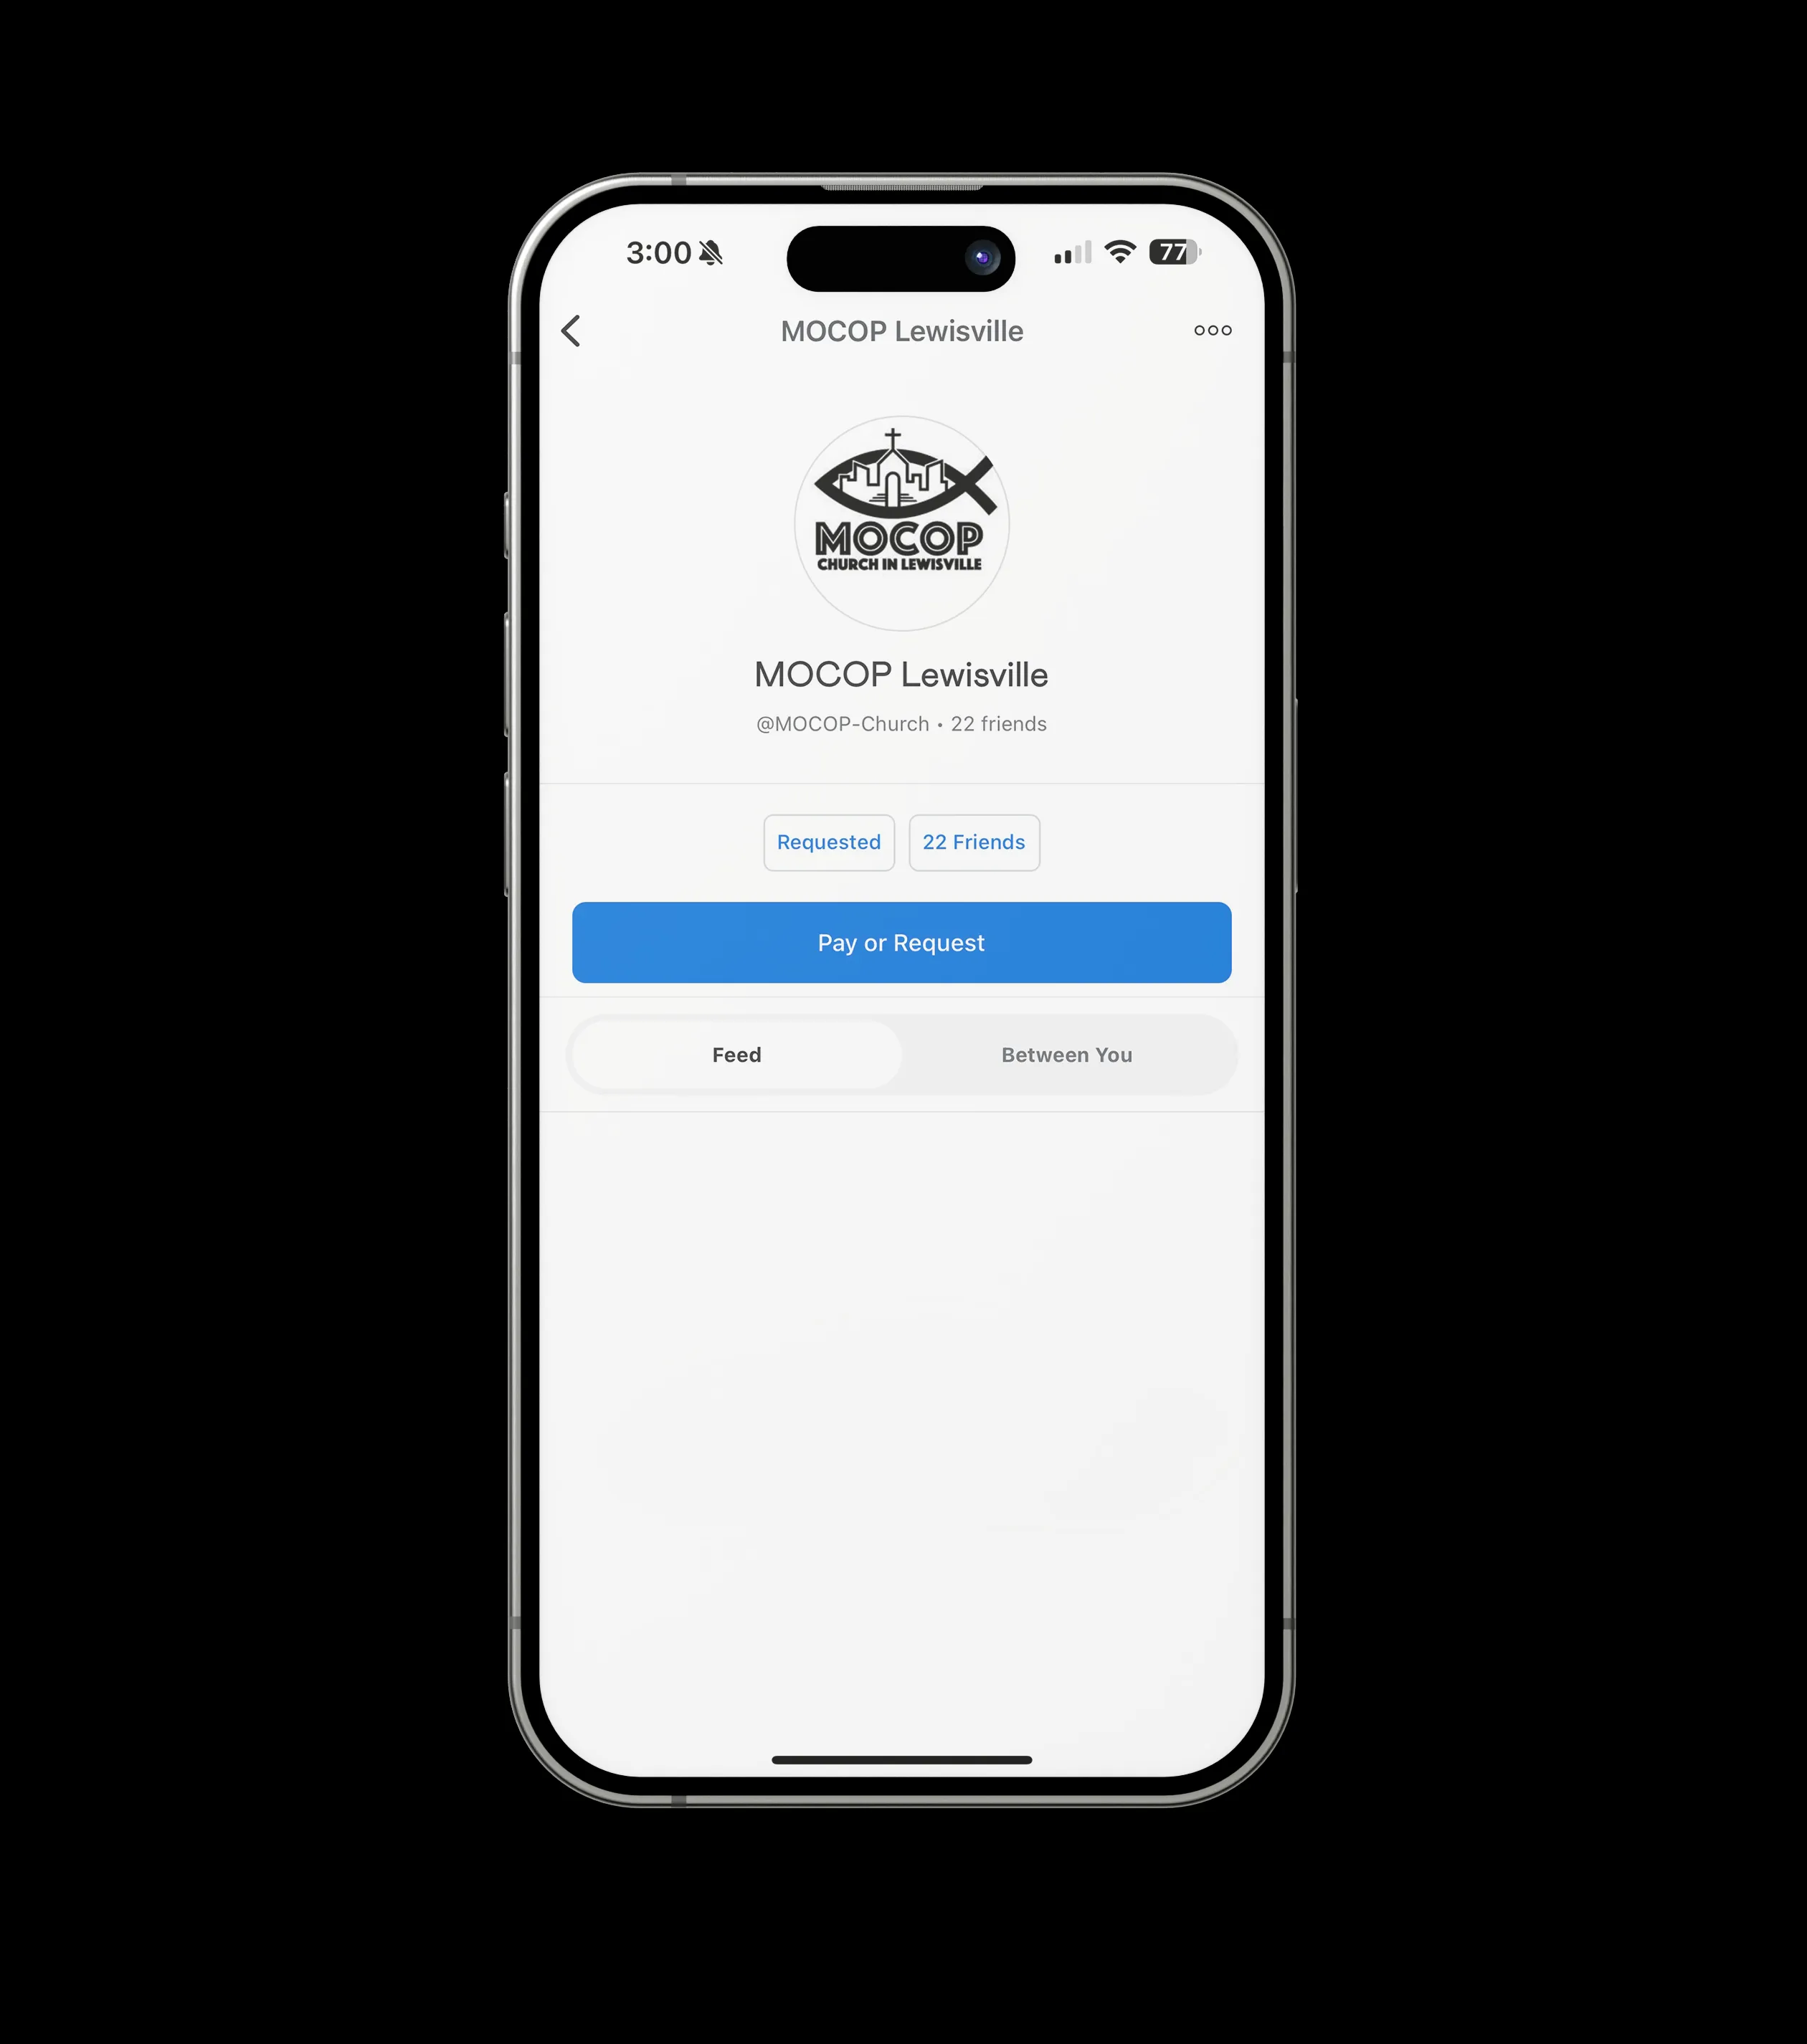 3:00
77
MOCOP Lewisville
MOCOP
CHURCH IN LEWISVILLE
MOCOP Lewisville
@MOCOP-Church • 22 friends
Requested
22 Friends
Pay or Request
Feed
Between You